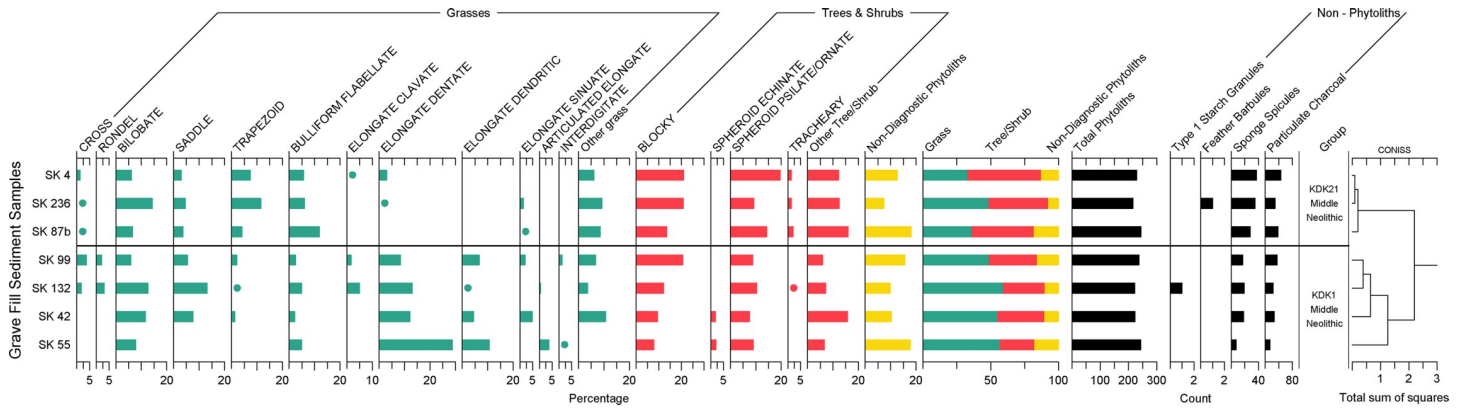 Grasses
Trees & Shrubs
Non - Phytoliths
CROSS
RONDEL
BILOBATE
SADDLE
TRAPEZOID
BULLIFORM FLABELLATE
ELONGATE CLAVATE
ELONGATE DENTATE
ELONGATE DENDRITIC
ELONGATE SINUATE
ARTICULATED ELONGATE
INTERDIGITATE
Other grass
BLOCKY
SPHEROID ECHINATE
SPHEROID PSILATE/ORNATE
TRACHEARY
Other Tree/Shrub
Non-Diagnostic Phytoliths
Grass
Tree/Shrub
Non-Diagnostic Phytoliths
Total Phytoliths
Type 1 Starch Granules
Feather Barbules
Sponge Spicules
Particulate Charcoal
Group
CONISS
Grave Fill Sediment Samples
SK 4
SK 236
SK 87b
SK 99
SK 132
SK 42
SK 55
KDK21
Middle
Neolithic
KDK1
Middle
Neolithic
5 5 20 20 20 20 10 20 20 5 5 5 20 20 5 20 5 20 20 50 100 100 200 300 2 2 40 80 1 2 3
Percentage
Count
Total sum of squares